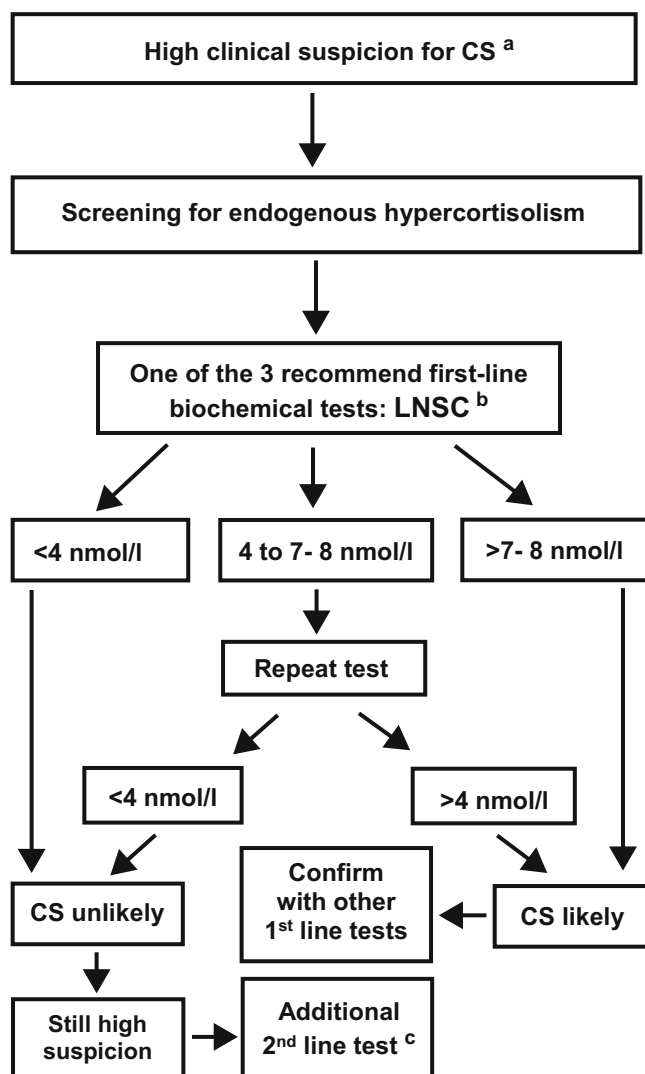 High clinical suspicion for CS a
Screening for endogenous hypercortisolism
One of the 3 recommend first-line
biochemical tests: LNSC b
<4 nmol/l
4 to 7- 8 nmol/l
>7- 8 nmol/l
Repeat test
<4 nmol/l
>4 nmol/l
CS unlikely
Confirm
with other
1st line tests
CS likely
Still high
suspicion
Additional
2nd line test c